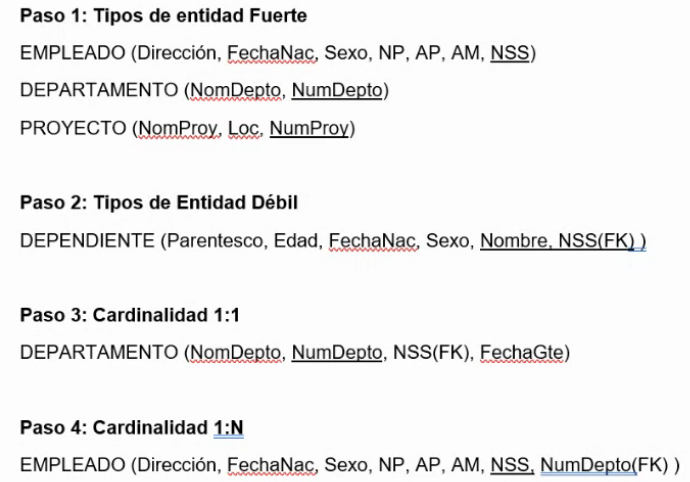 Paso 1: Tipos de entidad Fuerte
EMPLEADO (Dirección, FechaNac, Sexo, NP, AP, AM, NSS)
DEPARTAMENTO (NomDepto, NumDepto)
PROYECTO (NomProy, Loc, NumProy)
Paso 2: Tipos de Entidad Débil
DEPENDIENTE (Parentesco, Edad, FechaNac, Sexo, Nombre, NSS(FK) )
Paso 3: Cardinalidad 1:1
DEPARTAMENTO (NomDepto, NumDepto, NSS(FK), FechaGte)
Paso 4: Cardinalidad 1:N
EMPLEADO (Dirección, FechaNac, Sexo, NP, AP, AM, NSS, NumDepto(FK) )